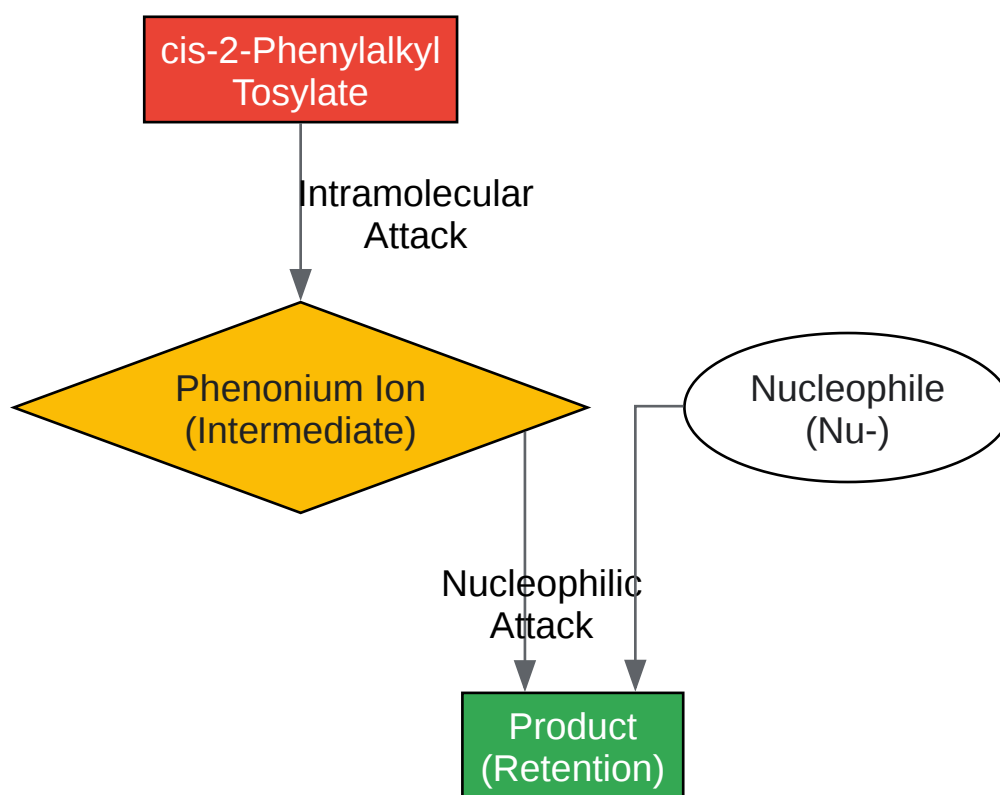 cis-2-Phenylalkyl
Tosylate
Intramolecular
Attack
Phenonium Ion
(Intermediate)
Nucleophile
(Nu-)
Nucleophilic
Attack
Product
(Retention)